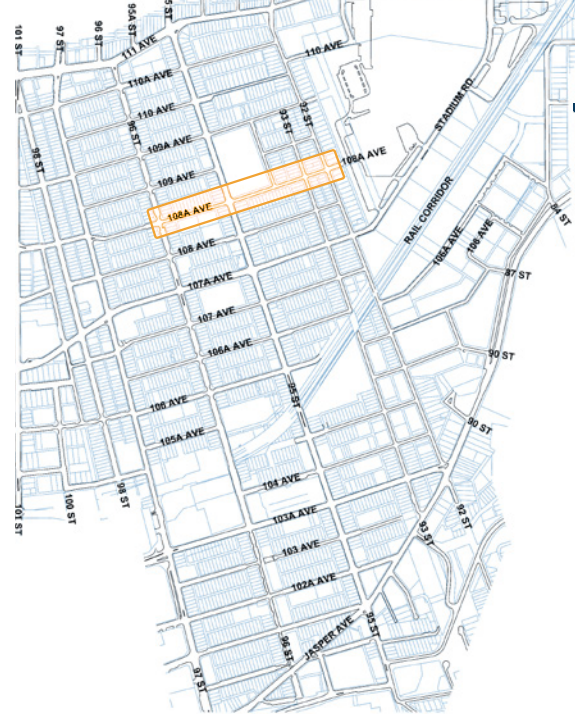 101 ST
97 ST
96 ST
95A ST
111 AVE
110 AVE
110A AVE
110 AVE
96 ST
109A AVE
93 ST
92 ST
STADIUM RD
98 ST
109 AVE
108A AVE
108A AVE
84 ST
108 AVE
RAIL CORRIDOR
106A AVE
106 AVE
107A AVE
87 ST
107 AVE
106A AVE
90 ST
95 ST
106 AVE
90 ST
105A AVE
104 AVE
101 ST
100 ST
98 ST
103A AVE
92 ST
93 ST
103 AVE
102A AVE
95 ST
JASPER AVE
96 ST
97 ST